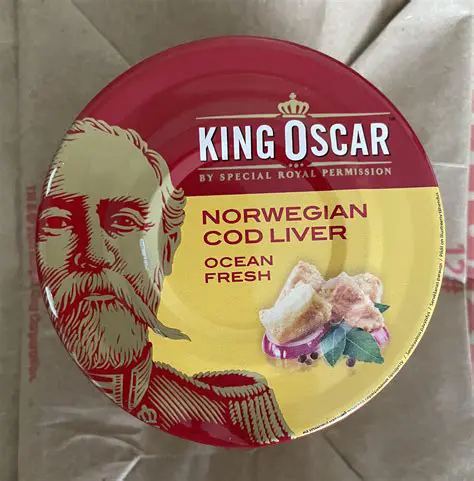 KING OSCAR
BY SPECIAL ROYAL PERMISSION
NORWEGIAN
COD LIVER
OCEAN
FRESH